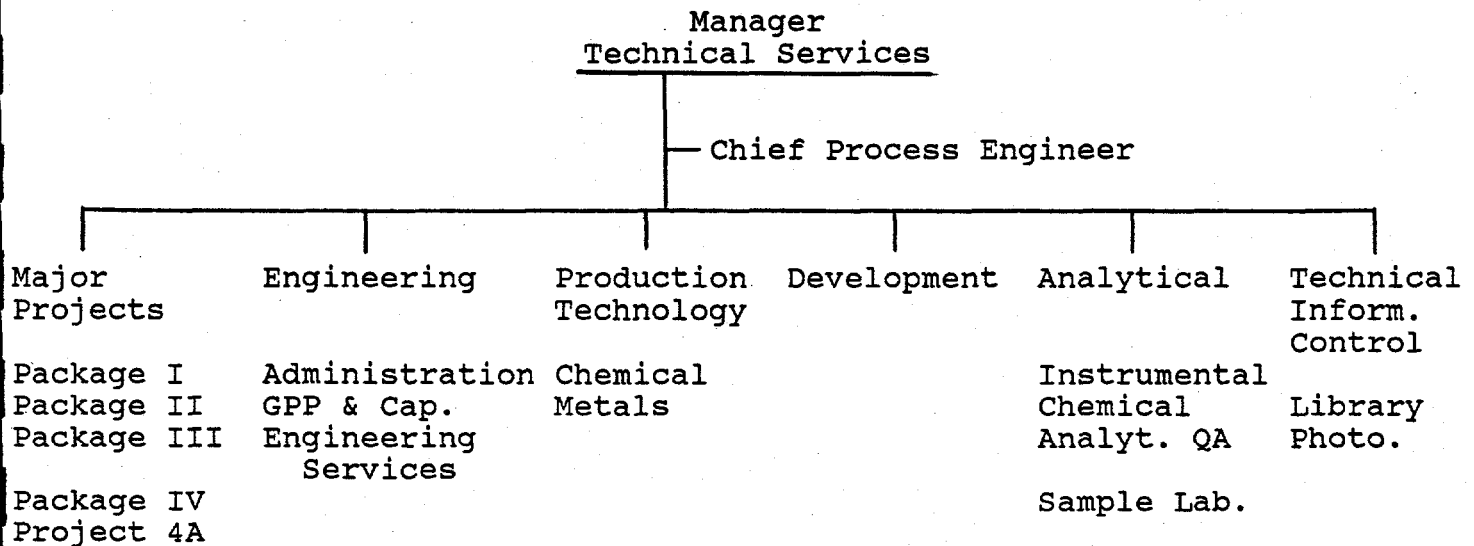 Manager
Technical Services
Chief Process Engineer
Major Projects
Engineering
Production Technology
Development
Analytical
Technical Inform. Control
Package I
Package II
Package III
Package IV
Project 4A
Administration
GPP & Cap.
Engineering
Services
Chemical
Metals
Instrumental
Chemical
Analyt. QA
Sample Lab.
Library
Photo.